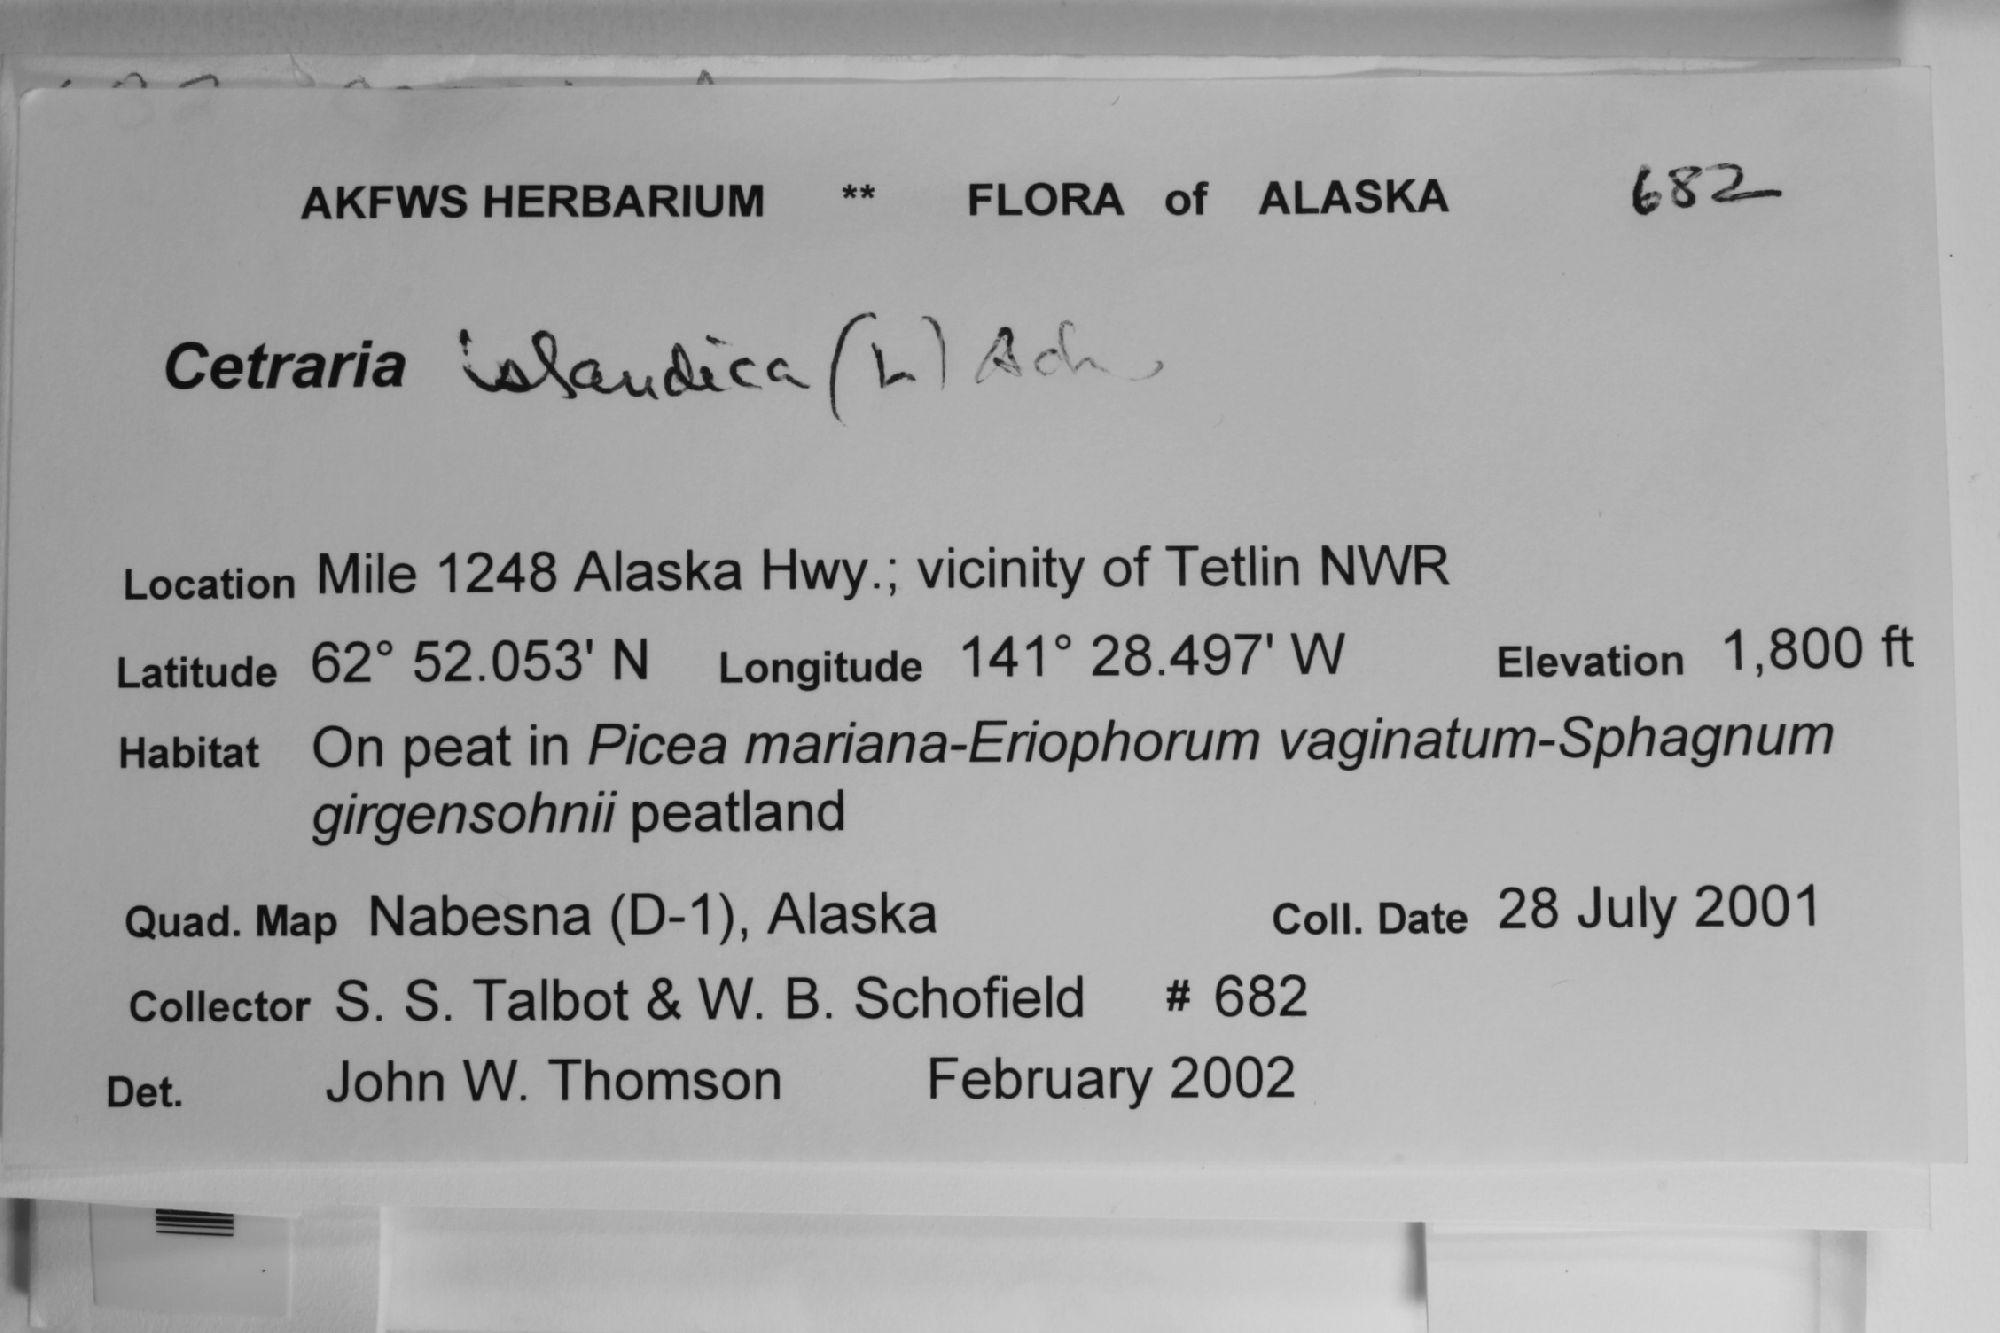 AKFWS HERBARIUM ** FLORA of ALASKA 682
Cetraria islandica (L) Ach.
Location Mile 1248 Alaska Hwy.; vicinity of Tetlin NWR
Latitude 62° 52.053' N Longitude 141° 28.497' W Elevation 1,800 ft
Habitat On peat in Picea mariana-Eriophorum vaginatum-Sphagnum
girgensohnii peatland
Quad. Map Nabesna (D-1), Alaska Coll. Date 28 July 2001
Collector S. S. Talbot & W. B. Schofield # 682
Det. John W. Thomson February 2002